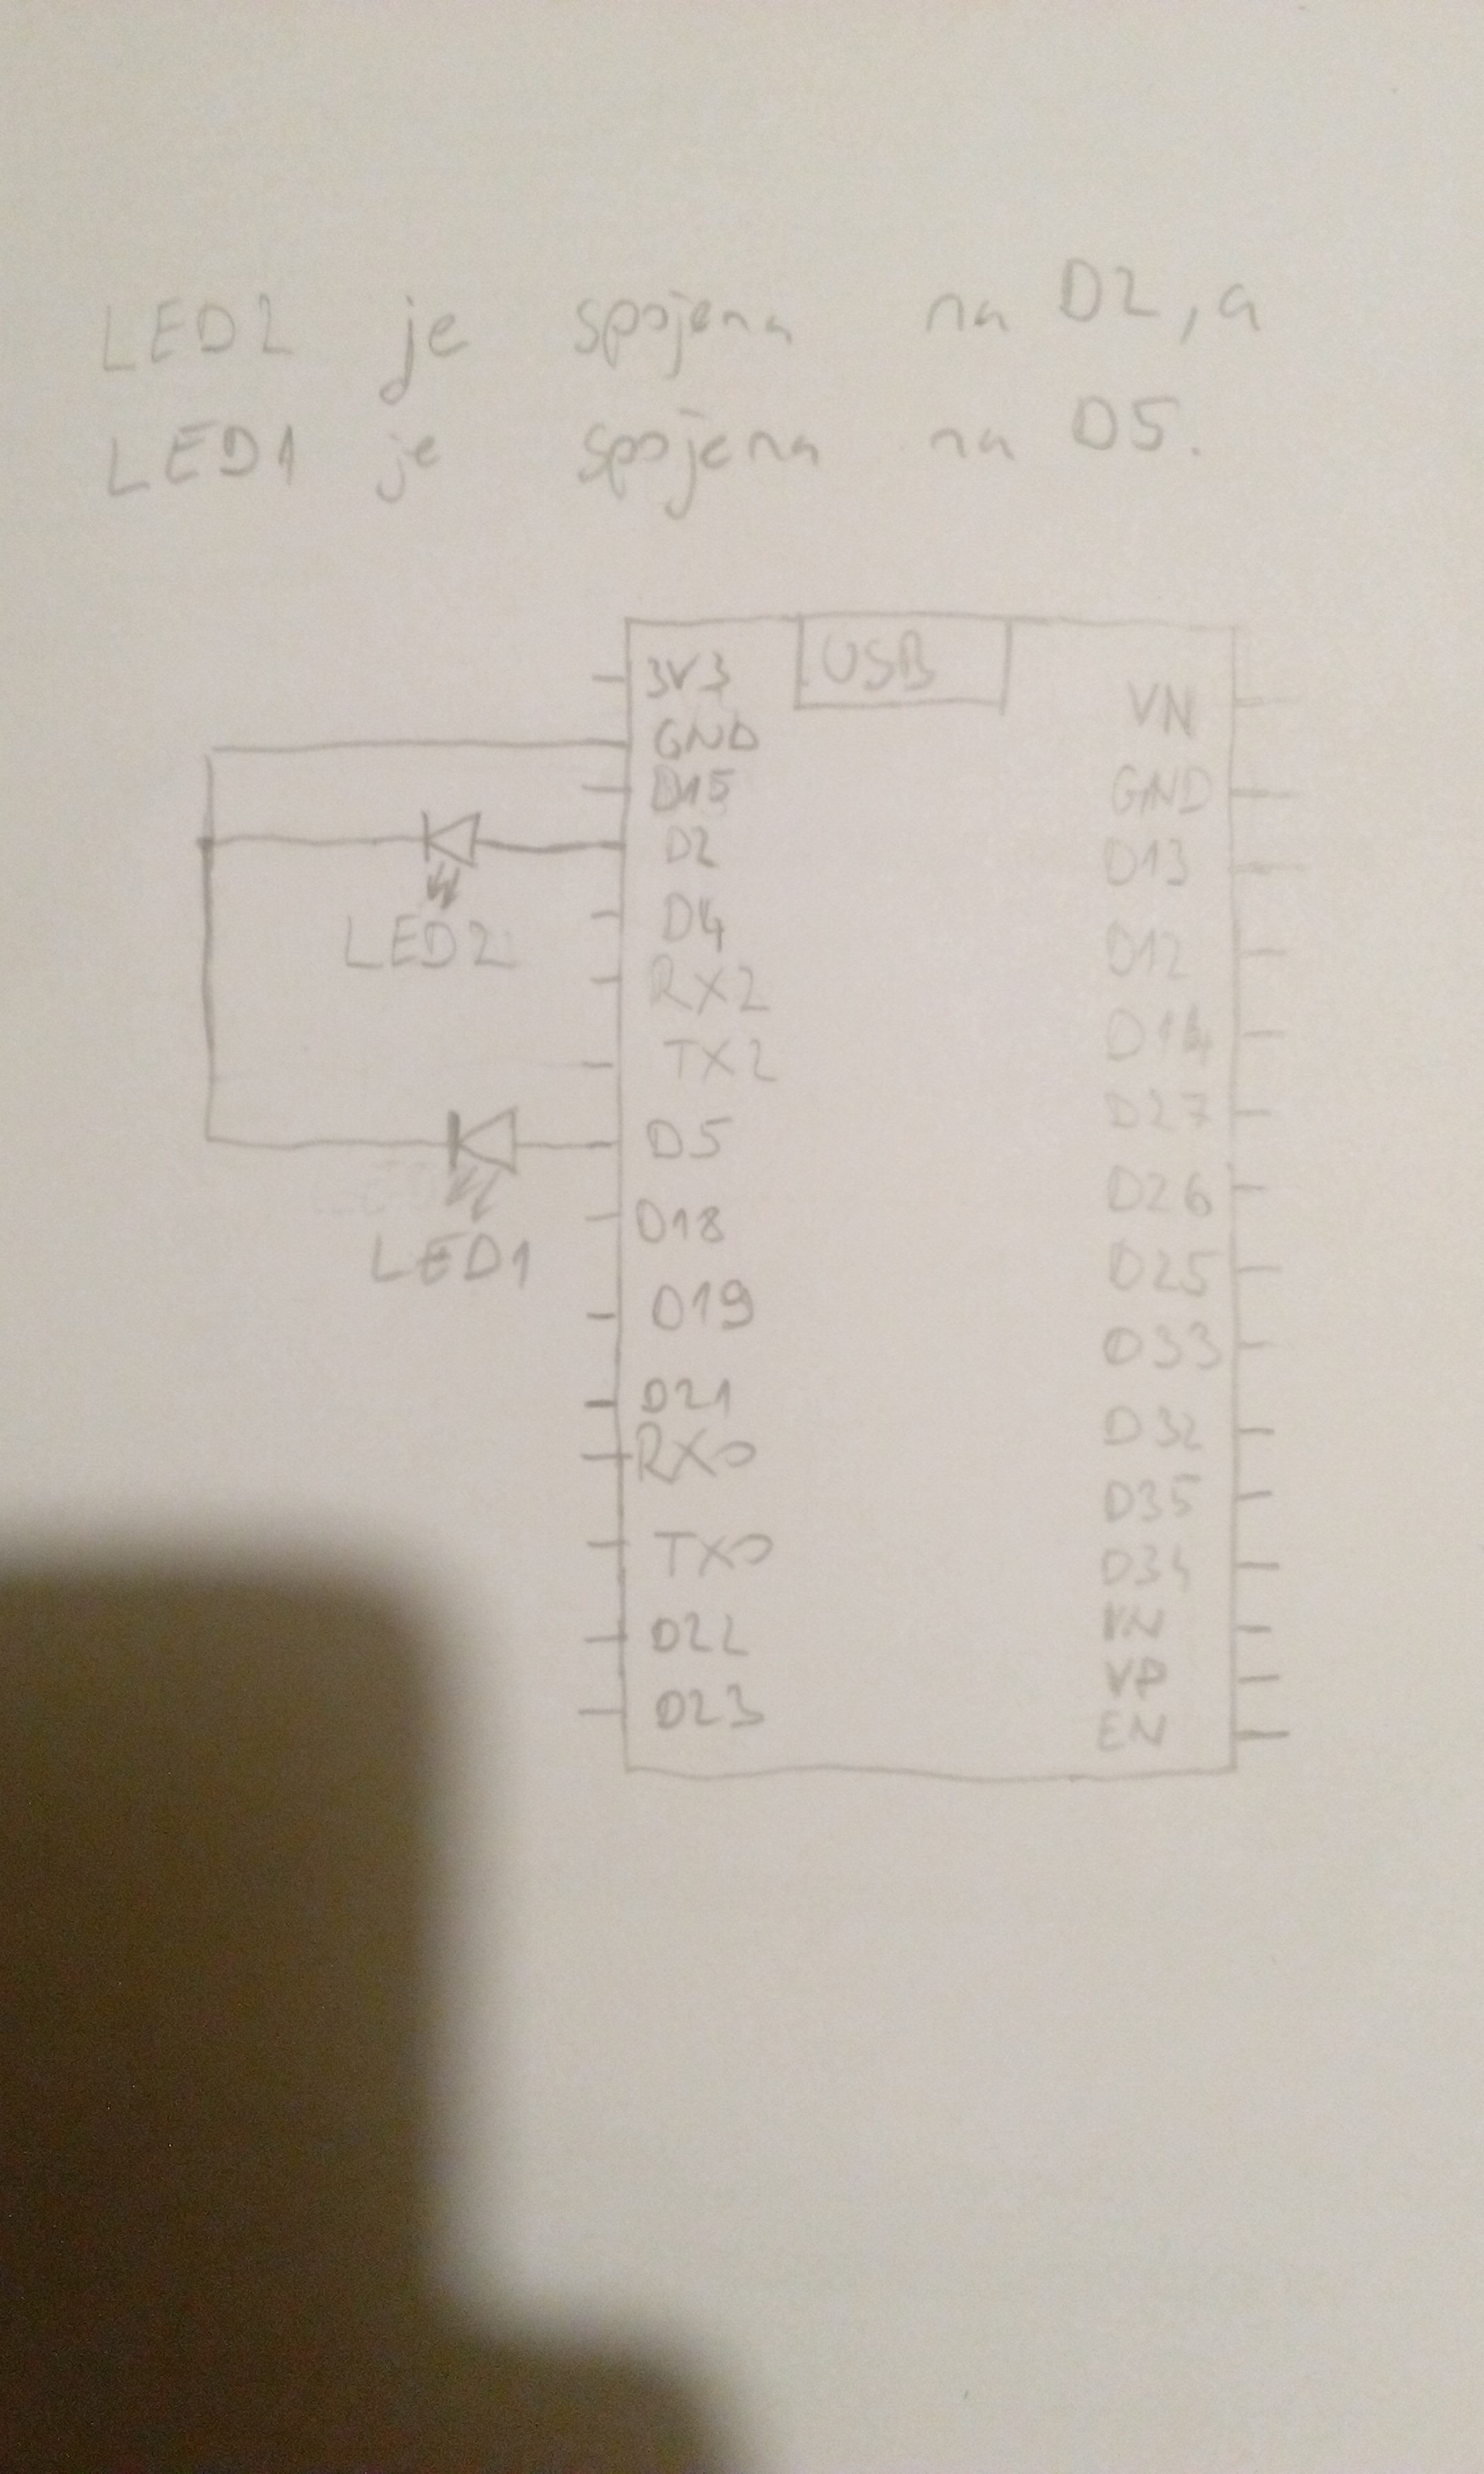 LED2 je spojena na D2, a
LED1 je spojena na D5.
USB
3V3
GND
D15
D2
D4
RX2
TX2
D5
D18
D19
D21
RX0
TX0
D22
D23
VN
GND
D13
D12
D14
D27
D26
D25
D33
D32
D35
D34
VN
VP
EN
LED2
LED1